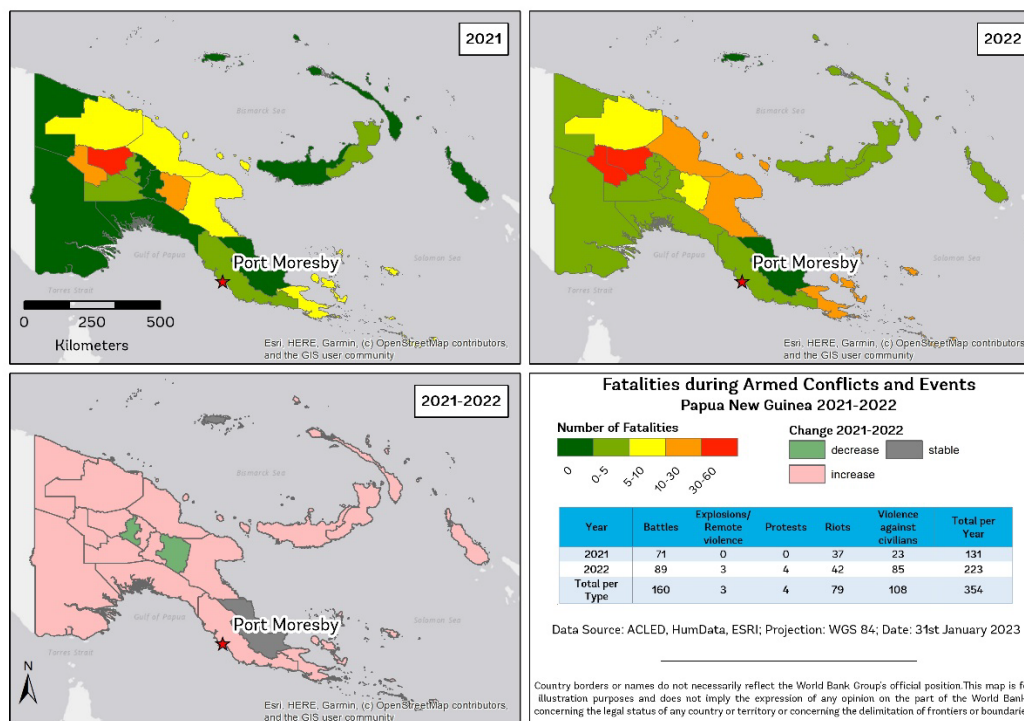 2021
Bismarck Sea
Gulf of Papua
Solomon Sea
Port Moresby
Torres Strait
0 250 500
Kilometers
Esri, HERE, Garmin, (c) OpenStreetMap contributors,
and the GIS user community
2022
Bismarck Sea
Gulf of Papua
Solomon Sea
Port Moresby
Torres Strait
Esri, HERE, Garmin, (c) OpenStreetMap contributors,
and the GIS user community
2021-2022
Bismarck Sea
Gulf of Papua
Solomon Sea
Port Moresby
Torres Strait
N
Esri, HERE, Garmin, (c) OpenStreetMap contributors,
and the GIS user community
Fatalities during Armed Conflicts and Events
Papua New Guinea 2021-2022
Number of Fatalities
0 0-5 5-10 10-30 30-60
Change 2021-2022
decrease stable
increase
Year Battles Explosions/ Remote violence Protests Riots Violence against civilians Total per Year
2021 71 0 0 37 23 131
2022 89 3 4 42 85 223
Total per Type 160 3 4 79 108 354
Data Source: ACLED, HumData, ESRI; Projection: WGS 84; Date: 31st January 2023
Country borders or names do not necessarily reflect the World Bank Group's official position.This map is fo
illustration purposes and does not imply the expression of any opinion on the part of the World Bank
concerning the legal status of any country or territory or concerning the delimitation of frontiers or boundarie